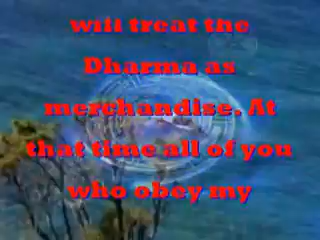 will treat the
Dharma as
merchandise. At
that time all of you
who obey my